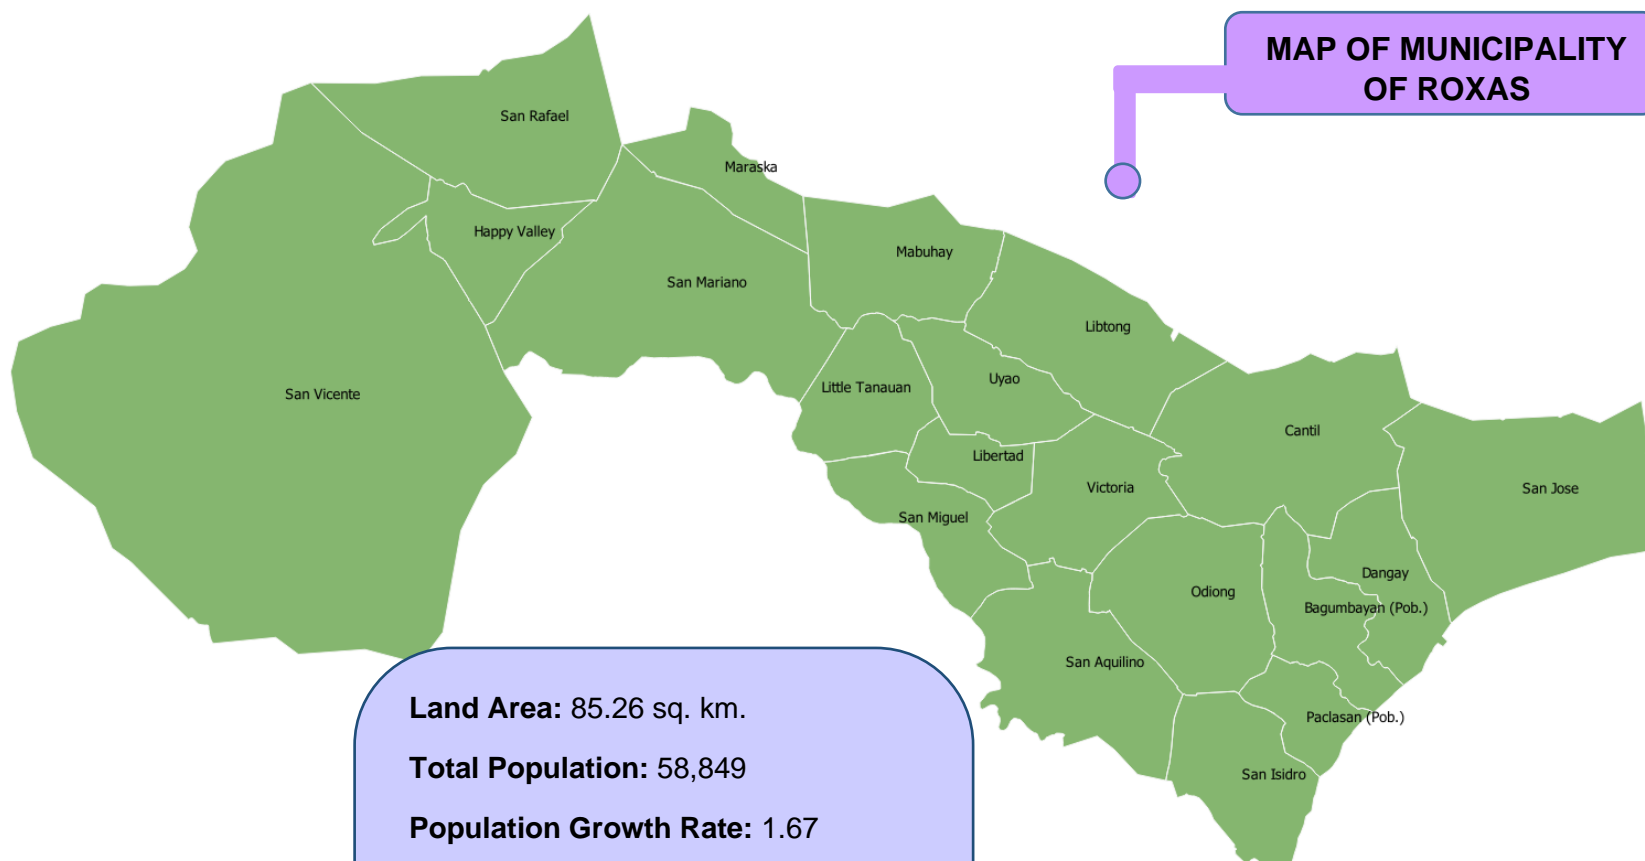 MAP OF MUNICIPALITY
OF ROXAS
San Rafael
Maraska
Happy Valley
Mabuhay
San Mariano
Libtong
Uyao
Little Tanauan
San Vicente
Cantil
Libertad
Victoria
San Jose
San Miguel
Dangay
Odiong
Bagumbayan (Pob.)
San Aquilino
Paclasan (Pob.)
San Isidro
Land Area: 85.26 sq. km.
Total Population: 58,849
Population Growth Rate: 1.67